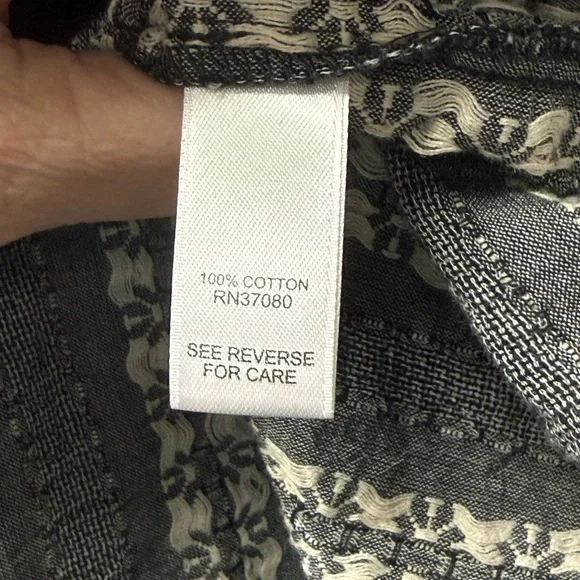 100% COTTON
RN37080
SEE REVERSE
FOR CARE